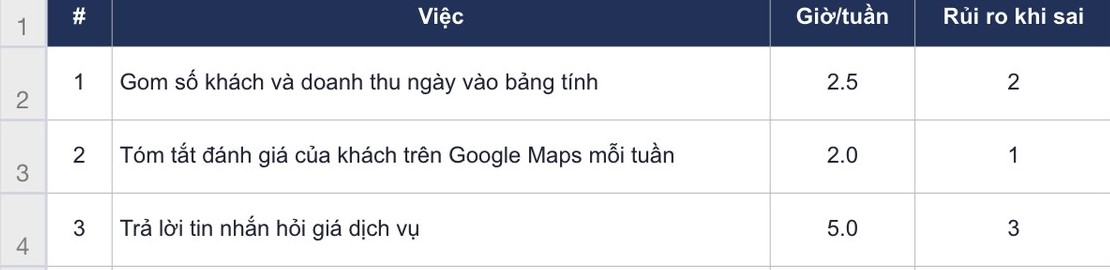 1 # Việc Giờ/tuần Rủi ro khi sai
2 1 Gom số khách và doanh thu ngày vào bảng tính 2.5 2
3 2 Tóm tắt đánh giá của khách trên Google Maps mỗi tuần 2.0 1
4 3 Trả lời tin nhắn hỏi giá dịch vụ 5.0 3